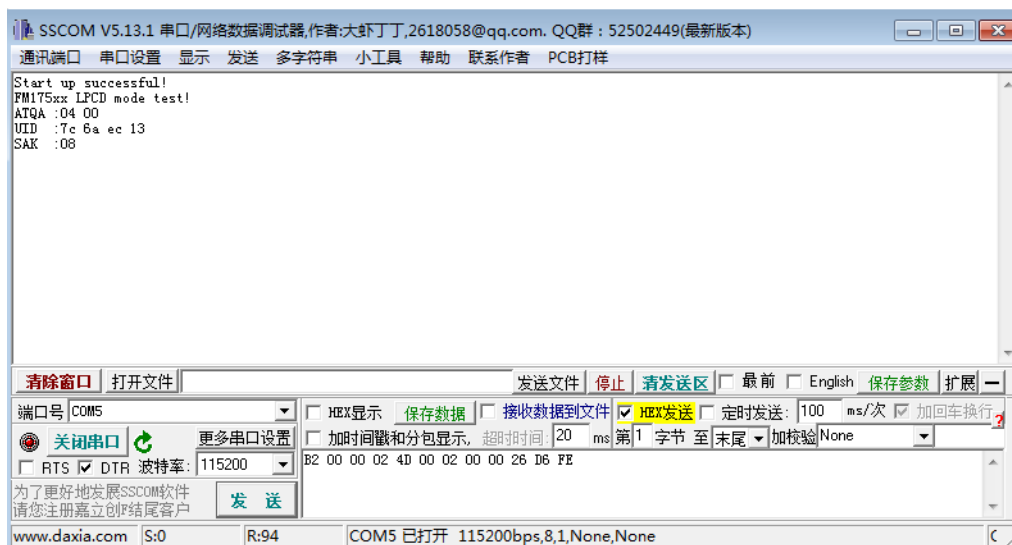 SSCOM V5.13.1 串口/网络数据调试器,作者:大虾丁丁,2618058@qq.com. QQ群：52502449(最新版本)
通讯端口 串口设置 显示 发送 多字符串 小工具 帮助 联系作者 PCB打样
Start up successful!
FM175xx LPCD mode test!
ATQA :04 00
UID :7c 6a ec 13
SAK :08
清除窗口 打开文件 发送文件 停止 清发送区 最前 English 保存参数 扩展 —
端口号 COM5 HEX显示 保存数据 接收数据到文件 HEX发送 定时发送: 100 ms/次 加回车换行
关闭串口 更多串口设置 加时间戳和分包显示, 超时时间: 20 ms 第 1 字节 至 末尾 加校验 None ?
RTS DTR 波特率: 115200 B2 00 00 02 4D 00 02 00 00 26 D6 FE
为了更好地发展SSCOM软件
请您注册嘉立创F结尾客户
发 送
www.daxia.com S:0 R:94 COM5 已打开 115200bps,8,1,None,None